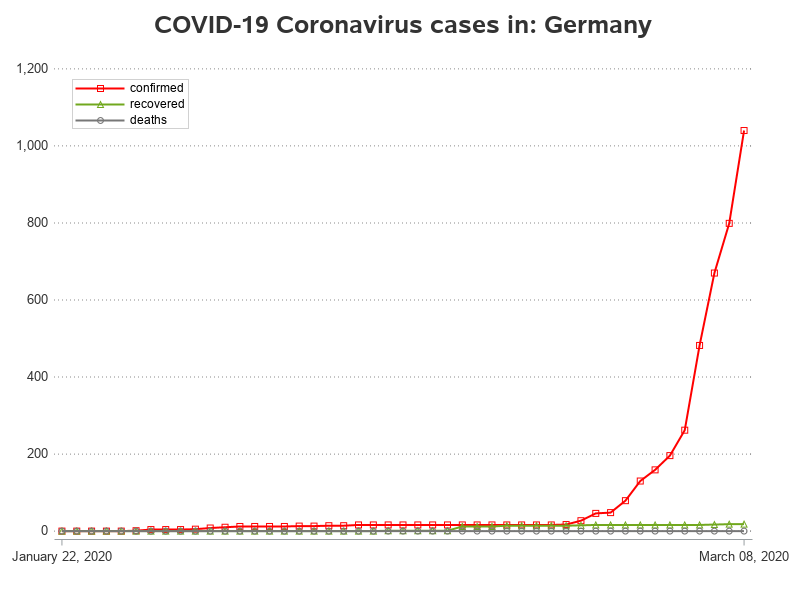 COVID-19 Coronavirus cases in: Germany
1,200
confirmed
recovered
deaths
1,000
800
600
400
200
0
January 22, 2020
March 08, 2020